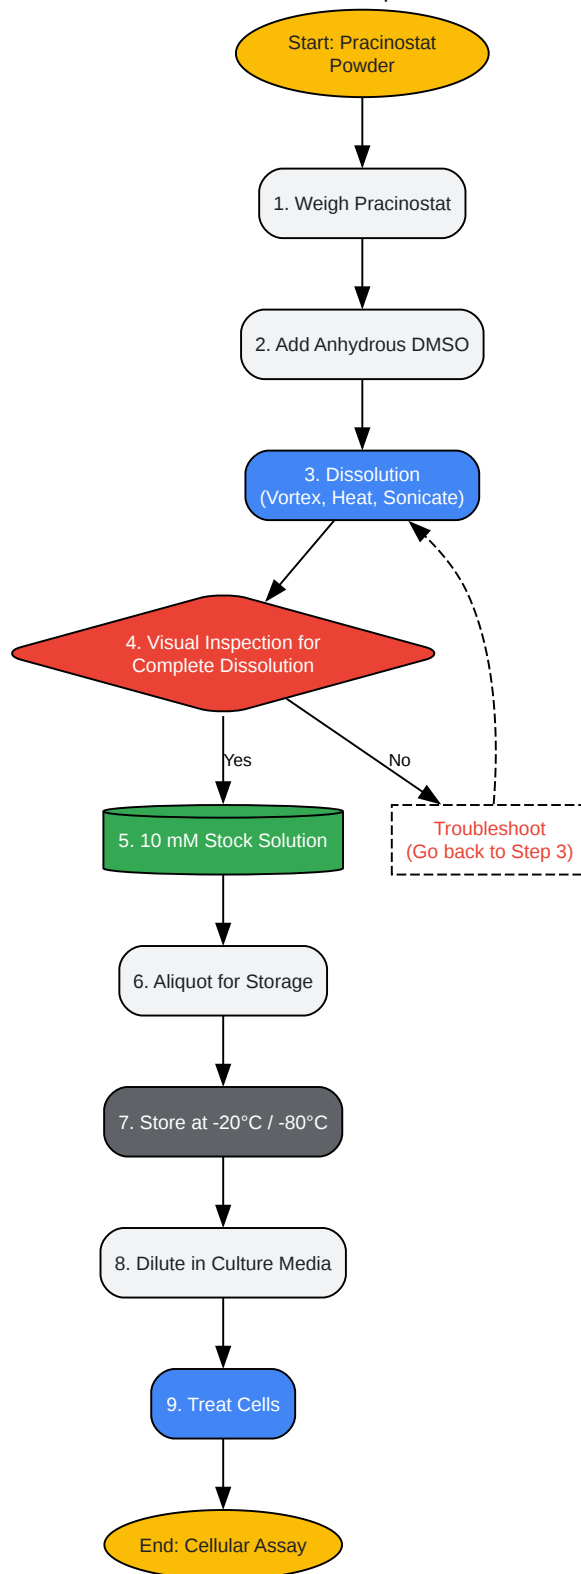 Start: Pracinostat
Powder
1. Weigh Pracinostat
2. Add Anhydrous DMSO
3. Dissolution
(Vortex, Heat, Sonicate)
4. Visual Inspection for
Complete Dissolution
Yes
No
5. 10 mM Stock Solution
Troubleshoot
(Go back to Step 3)
6. Aliquot for Storage
7. Store at -20°C / -80°C
8. Dilute in Culture Media
9. Treat Cells
End: Cellular Assay